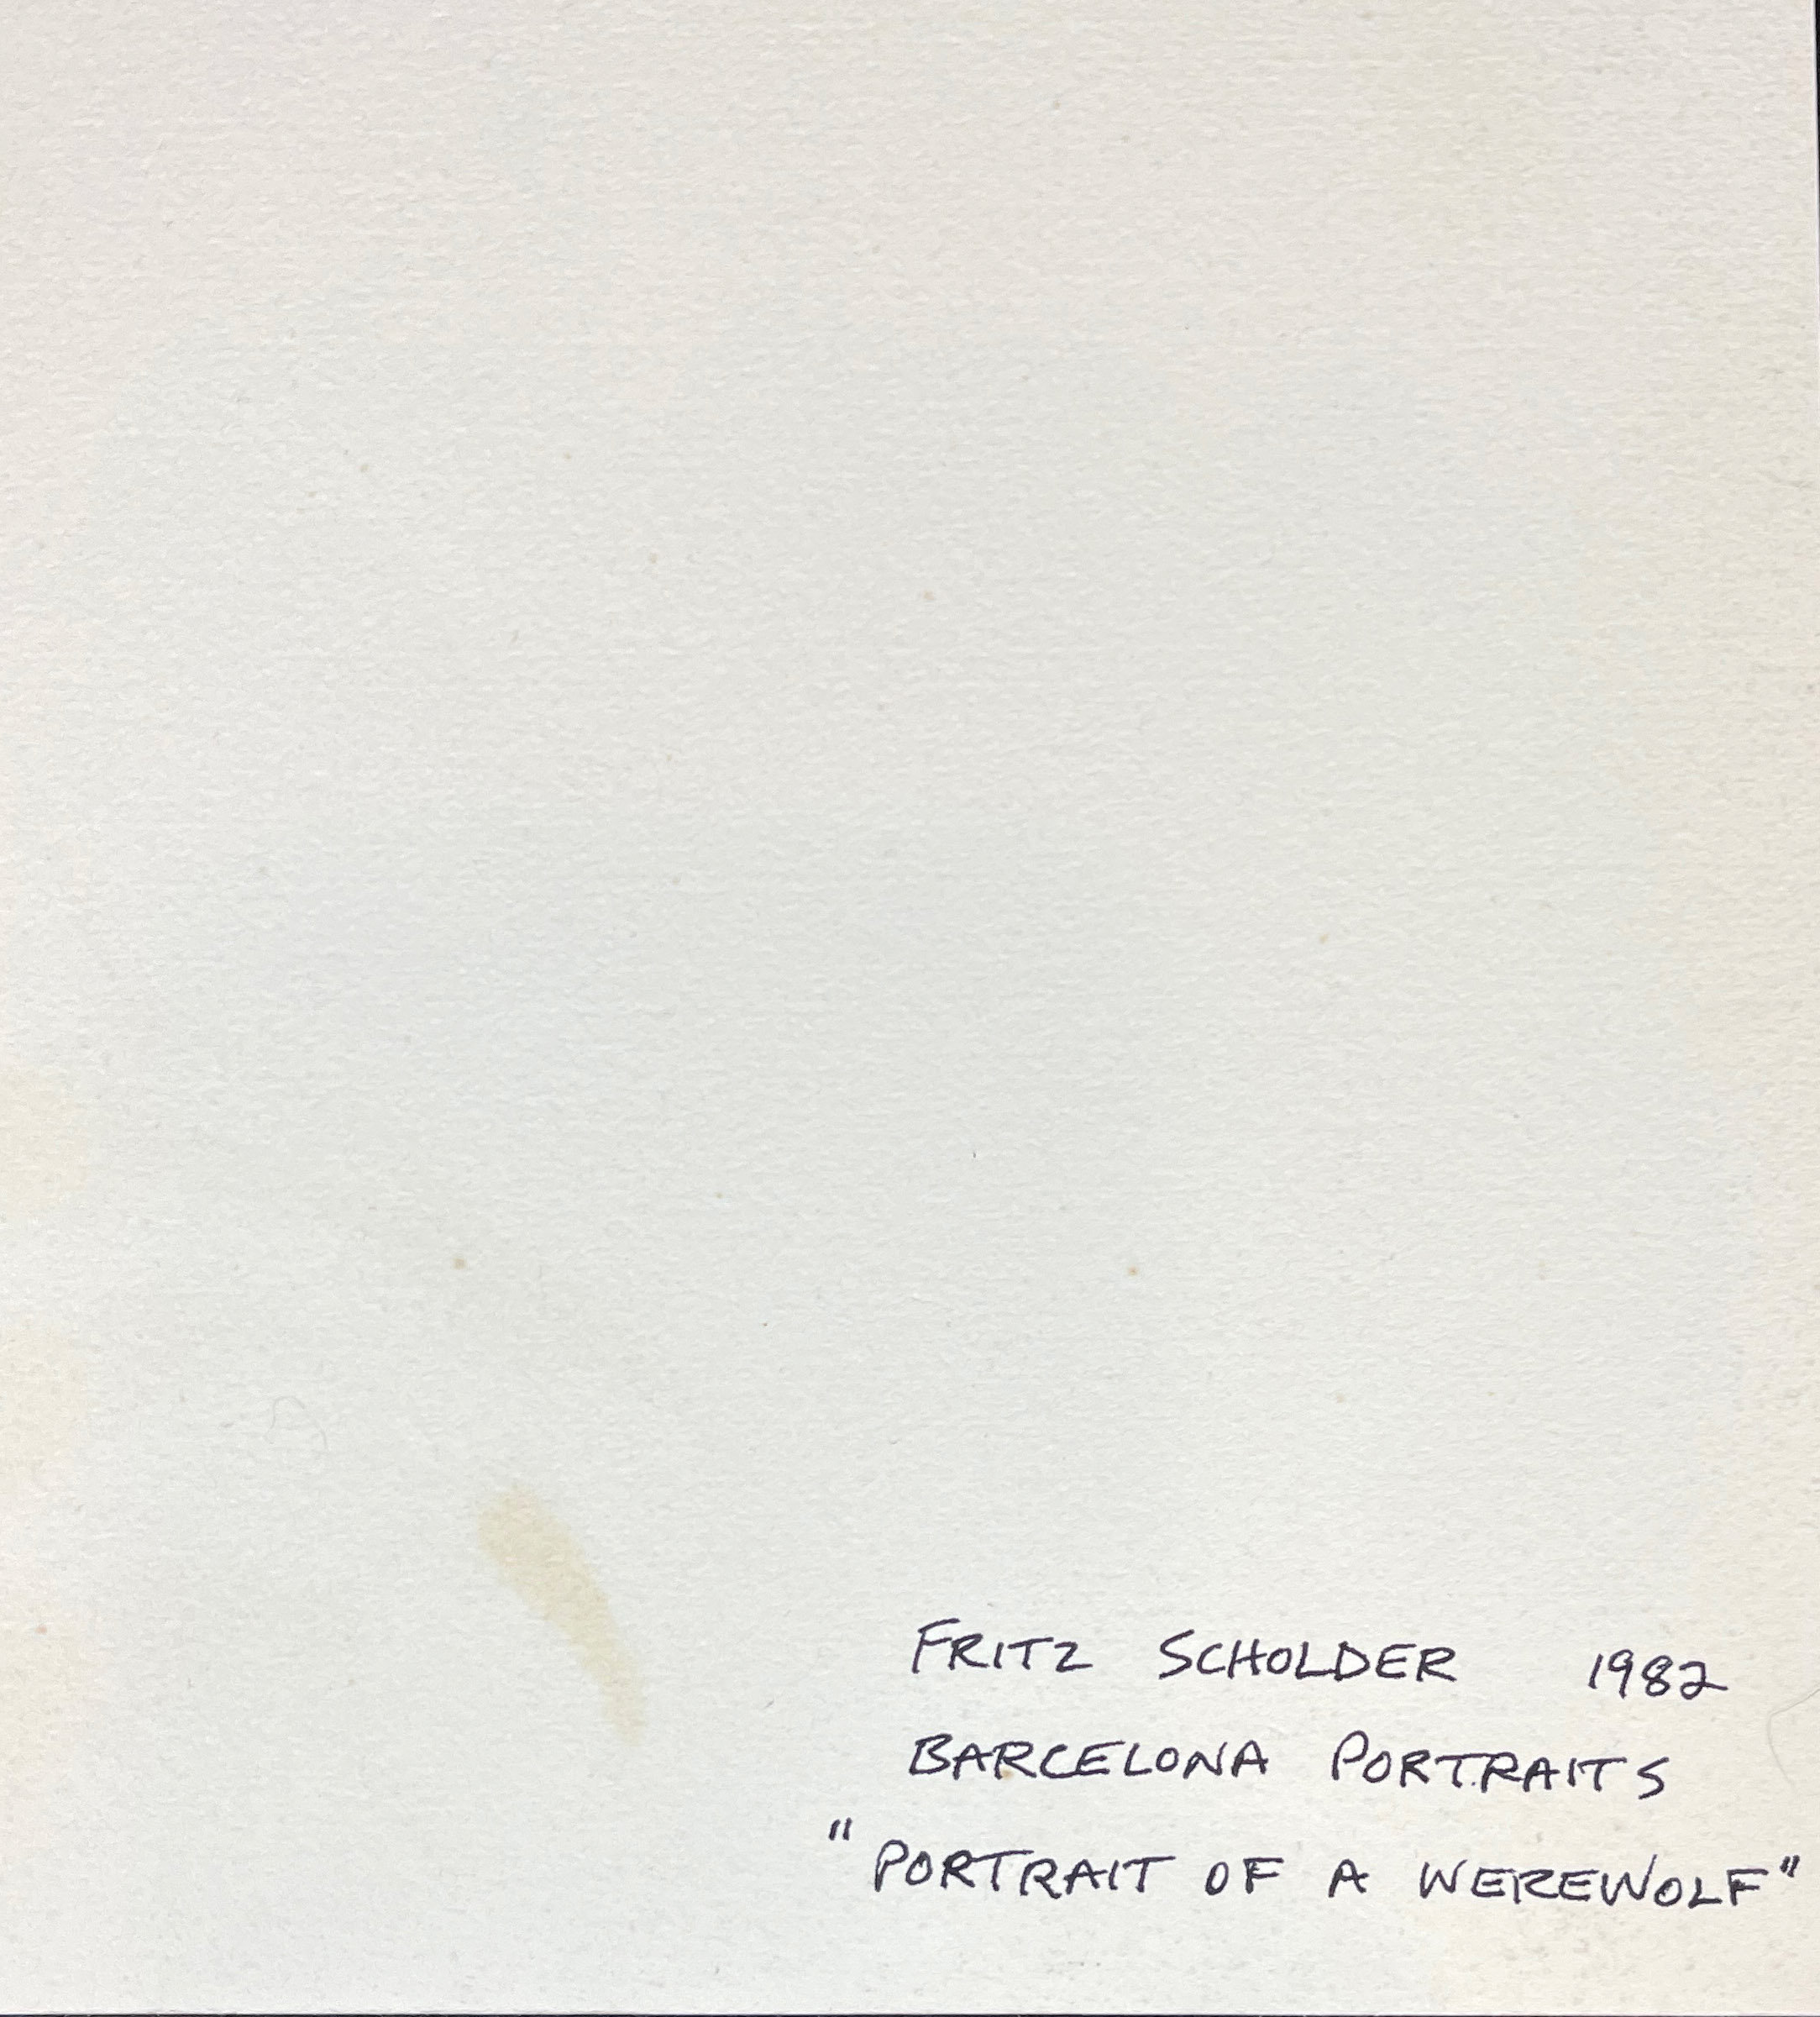 FRITZ SCHOLDER 1982
BARCELONA PORTRAITS
"PORTRAIT OF A WEREWOLF"